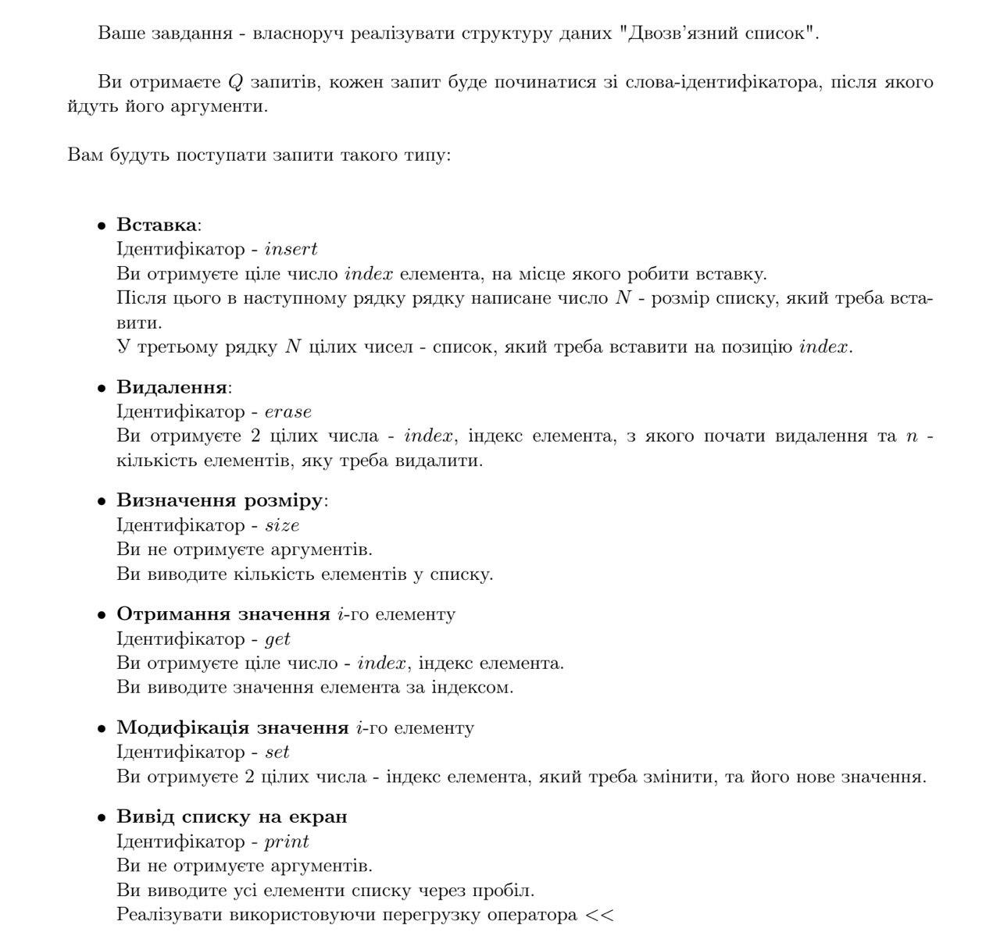 Ваше завдання - власноруч реалізувати структуру даних "Двозв'язний список".
Ви отримаєте Q запитів, кожен запит буде починатися зі слова-ідентифікатора, після якого
йдуть його аргументи.
Вам будуть поступати запити такого типу:
• Вставка:
Ідентифікатор - insert
Ви отримуєте ціле число index елемента, на місце якого робити вставку.
Після цього в наступному рядку рядку написане число N - розмір списку, який треба вста-
вити.
У третьому рядку N цілих чисел - список, який треба вставити на позицію index.
• Видалення:
Ідентифікатор - erase
Ви отримуєте 2 цілих числа - index, індекс елемента, з якого почати видалення та n -
кількість елементів, яку треба видалити.
• Визначення розміру:
Ідентифікатор - size
Ви не отримуєте аргументів.
Ви виводите кількість елементів у списку.
• Отримання значення i-го елементу
Ідентифікатор - get
Ви отримуєте ціле число - index, індекс елемента.
Ви виводите значення елемента за індексом.
• Модифікація значення i-го елементу
Ідентифікатор - set
Ви отримуєте 2 цілих числа - індекс елемента, який треба змінити, та його нове значення.
• Вивід списку на екран
Ідентифікатор - print
Ви не отримуєте аргументів.
Ви виводите усі елементи списку через пробіл.
Реалізувати використовуючи перегрузку оператора <<